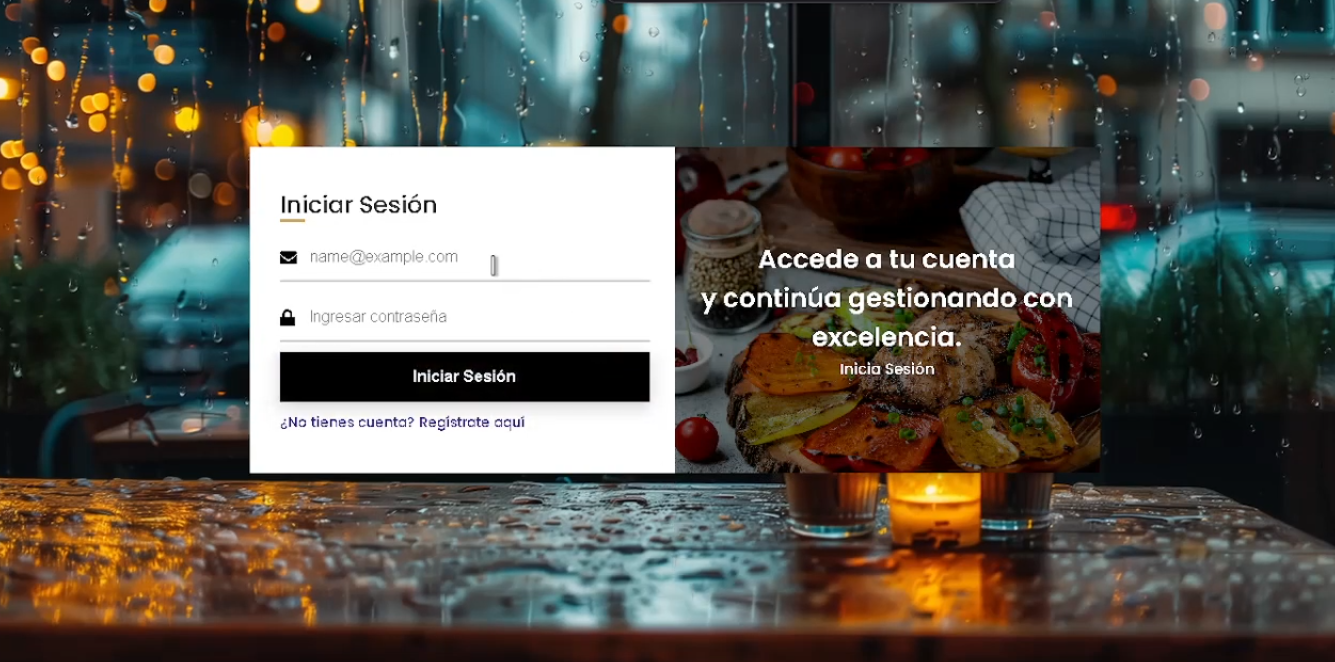 Iniciar Sesión
name@example.com
Ingresar contraseña
Iniciar Sesión
¿No tienes cuenta? Regístrate aquí
Accede a tu cuenta
y continúa gestionando con
excelencia.
Inicia Sesión